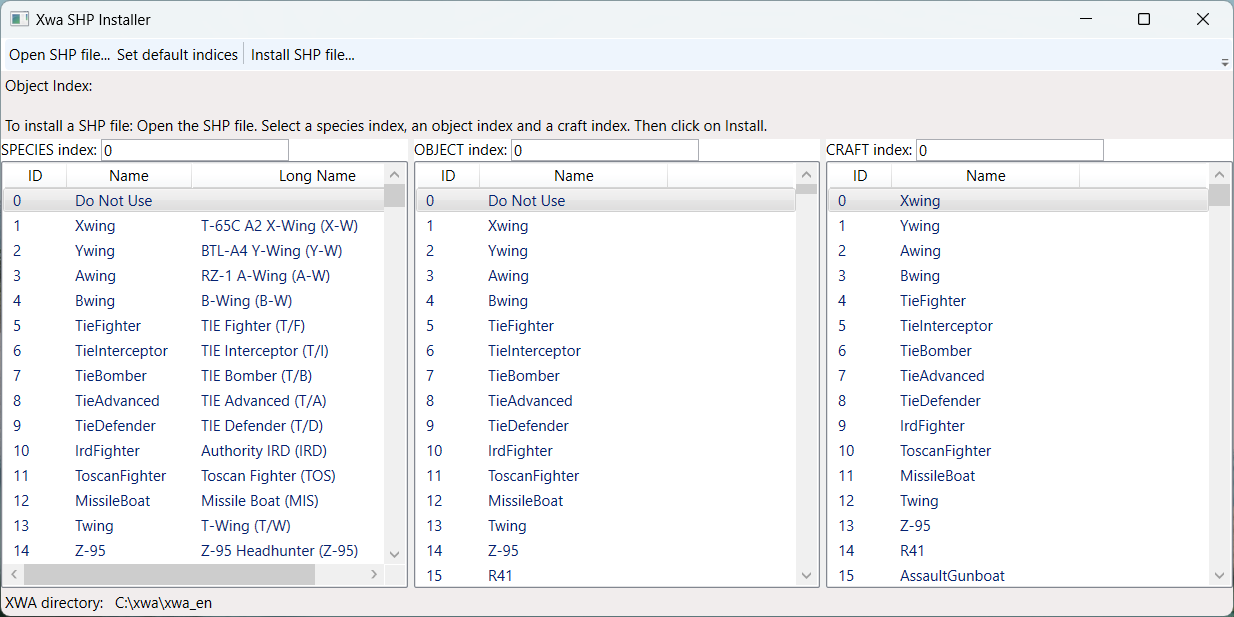 Xwa SHP Installer
Open SHP file... Set default indices Install SHP file...
Object Index:
To install a SHP file: Open the SHP file. Select a species index, an object index and a craft index. Then click on Install.
SPECIES index: 0 OBJECT index: 0 CRAFT index: 0
ID Name Long Name ID Name ID Name
0 Do Not Use 0 Do Not Use 0 Xwing
1 Xwing T-65C A2 X-Wing (X-W) 1 Xwing 1 Ywing
2 Ywing BTL-A4 Y-Wing (Y-W) 2 Ywing 2 Awing
3 Awing RZ-1 A-Wing (A-W) 3 Awing 3 Bwing
4 Bwing B-Wing (B-W) 4 Bwing 4 TieFighter
5 TieFighter TIE Fighter (T/F) 5 TieFighter 5 TieInterceptor
6 TieInterceptor TIE Interceptor (T/I) 6 TieInterceptor 6 TieBomber
7 TieBomber TIE Bomber (T/B) 7 TieBomber 7 TieAdvanced
8 TieAdvanced TIE Advanced (T/A) 8 TieAdvanced 8 TieDefender
9 TieDefender TIE Defender (T/D) 9 TieDefender 9 IrdFighter
10 IrdFighter Authority IRD (IRD) 10 IrdFighter 10 ToscanFighter
11 ToscanFighter Toscan Fighter (TOS) 11 ToscanFighter 11 MissileBoat
12 MissileBoat Missile Boat (MIS) 12 MissileBoat 12 Twing
13 Twing T-Wing (T/W) 13 Twing 13 Z-95
14 Z-95 Z-95 Headhunter (Z-95) 14 Z-95 14 R41
15 R41 15 AssaultGunboat
XWA directory: C:\xwa\xwa_en